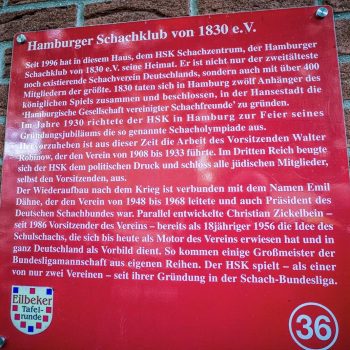 Hamburger Schachklub von 1830 e.V.
Seit 1996 hat in diesem Haus, dem HSK Schachzentrum, der Hamburger
Schachklub von 1830 e.V. seine Heimat. Er ist nicht nur der zweitälteste
noch existierende Schachverein Deutschlands, sondern auch mit über 400
Mitgliedern der größte. 1830 taten sich in Hamburg zwölf Anhänger des
königlichen Spiels zusammen und beschlossen, in der Hansestadt die
'Hamburgische Gesellschaft vereinigter Schachfreunde' zu gründen.
Im Jahre 1930 richtete der HSK in Hamburg zur Feier seines
Gründungsjubiläums die so genannte Schacholympiade aus.
Hervorzuheben ist aus dieser Zeit die Arbeit des Vorsitzenden Walter
Robinow, der den Verein von 1908 bis 1933 führte. Im Dritten Reich beugte
sich der HSK dem politischen Druck und schloss alle jüdischen Mitglieder,
selbst den Vorsitzenden, aus.
Der Wiederaufbau nach dem Krieg ist verbunden mit dem Namen Emil
Dähne, der den Verein von 1948 bis 1968 leitete und auch Präsident des
Deutschen Schachbundes war. Parallel entwickelte Christian Zickelbein –
seit 1986 Vorsitzender des Vereins – bereits als 18jähriger 1956 die Idee des
Schulschachs, die sich bis heute als Motor des Vereins erwiesen hat und in
ganz Deutschland als Vorbild dient. So kommen einige Großmeister der
Bundesligamannschaft aus eigenen Reihen. Der HSK spielt – als einer
von nur zwei Vereinen – seit ihrer Gründung in der Schach-Bundesliga.
Eilbeker
Tafel-
runde
36